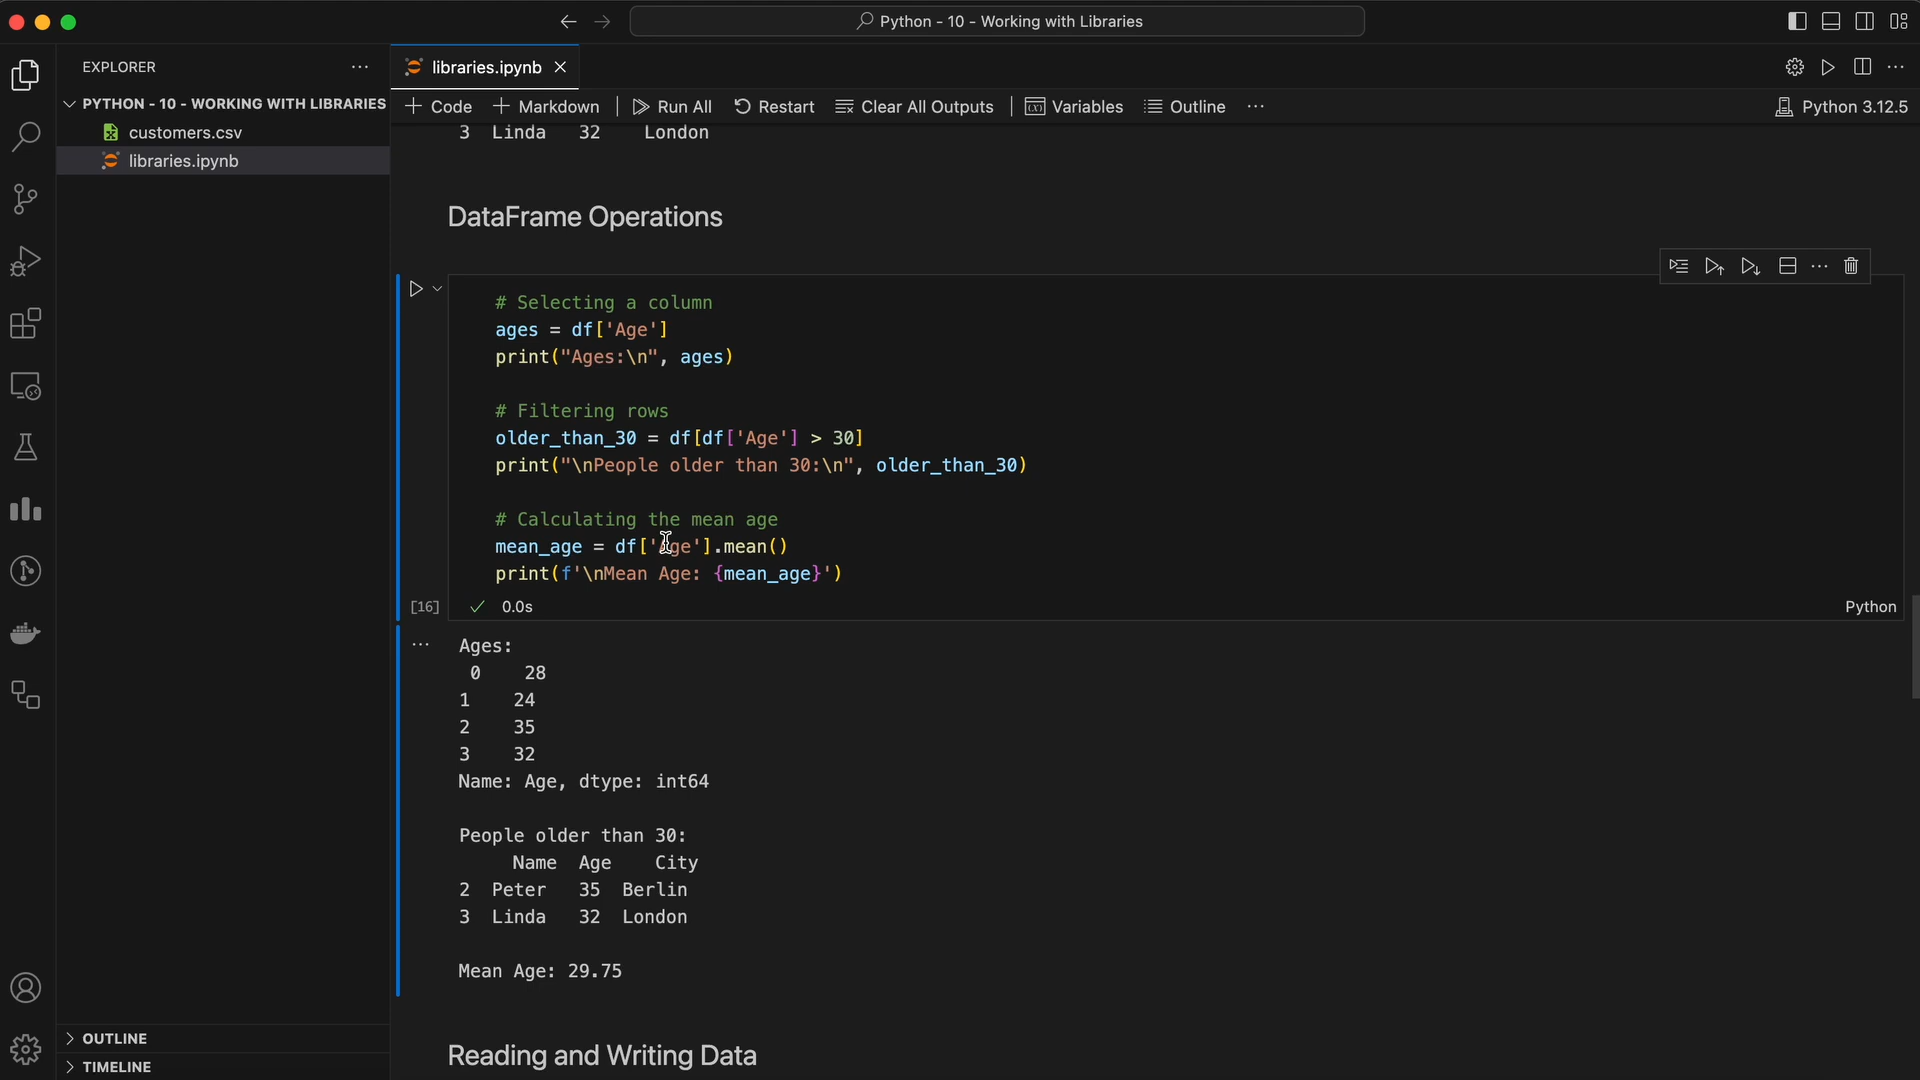 Python - 10 - Working with Libraries
EXPLORER
PYTHON - 10 - WORKING WITH LIBRARIES
customers.csv
libraries.ipynb
OUTLINE
TIMELINE
libraries.ipynb
Code Markdown Run All Restart Clear All Outputs Variables Outline ... Python 3.12.5
3 Linda 32 London
DataFrame Operations
# Selecting a column
ages = df['Age']
print("Ages:\n", ages)
# Filtering rows
older_than_30 = df[df['Age'] > 30]
print("\nPeople older than 30:\n", older_than_30)
# Calculating the mean age
mean_age = df['Age'].mean()
print(f'\nMean Age: {mean_age}')
[16] 0.0s Python
Ages:
0 28
1 24
2 35
3 32
Name: Age, dtype: int64
People older than 30:
Name Age City
2 Peter 35 Berlin
3 Linda 32 London
Mean Age: 29.75
Reading and Writing Data